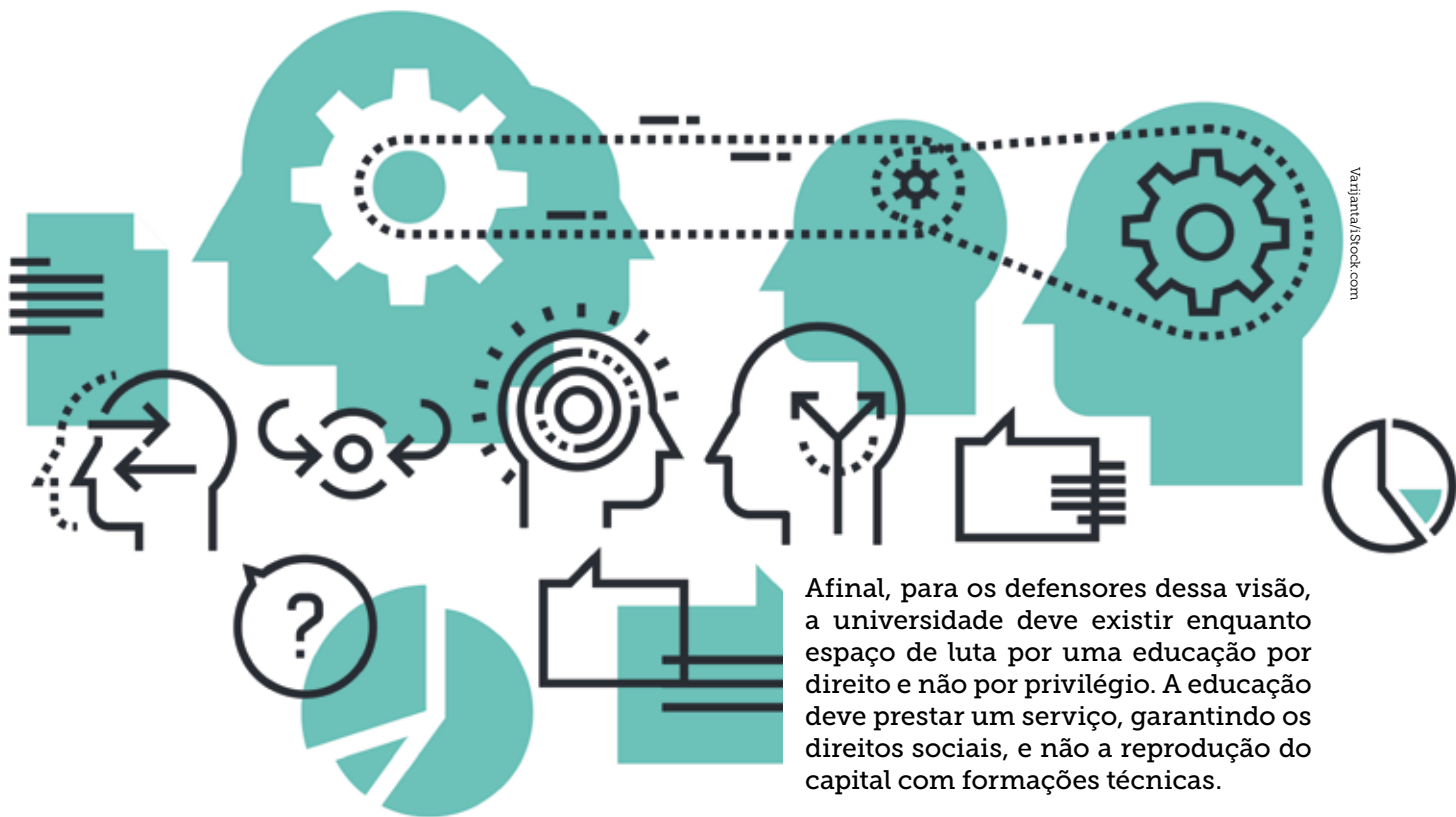 Varijanta/iStock.com
?
Afinal, para os defensores dessa visão,
a universidade deve existir enquanto
espaço de luta por uma educação por
direito e não por privilégio. A educação
deve prestar um serviço, garantindo os
direitos sociais, e não a reprodução do
capital com formações técnicas.